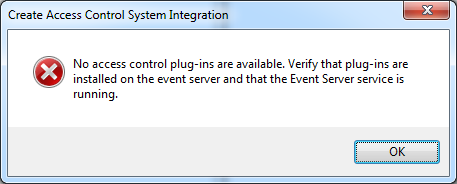 Create Access Control System Integration
No access control plug-ins are available. Verify that plug-ins are
installed on the event server and that the Event Server service is
running.
OK